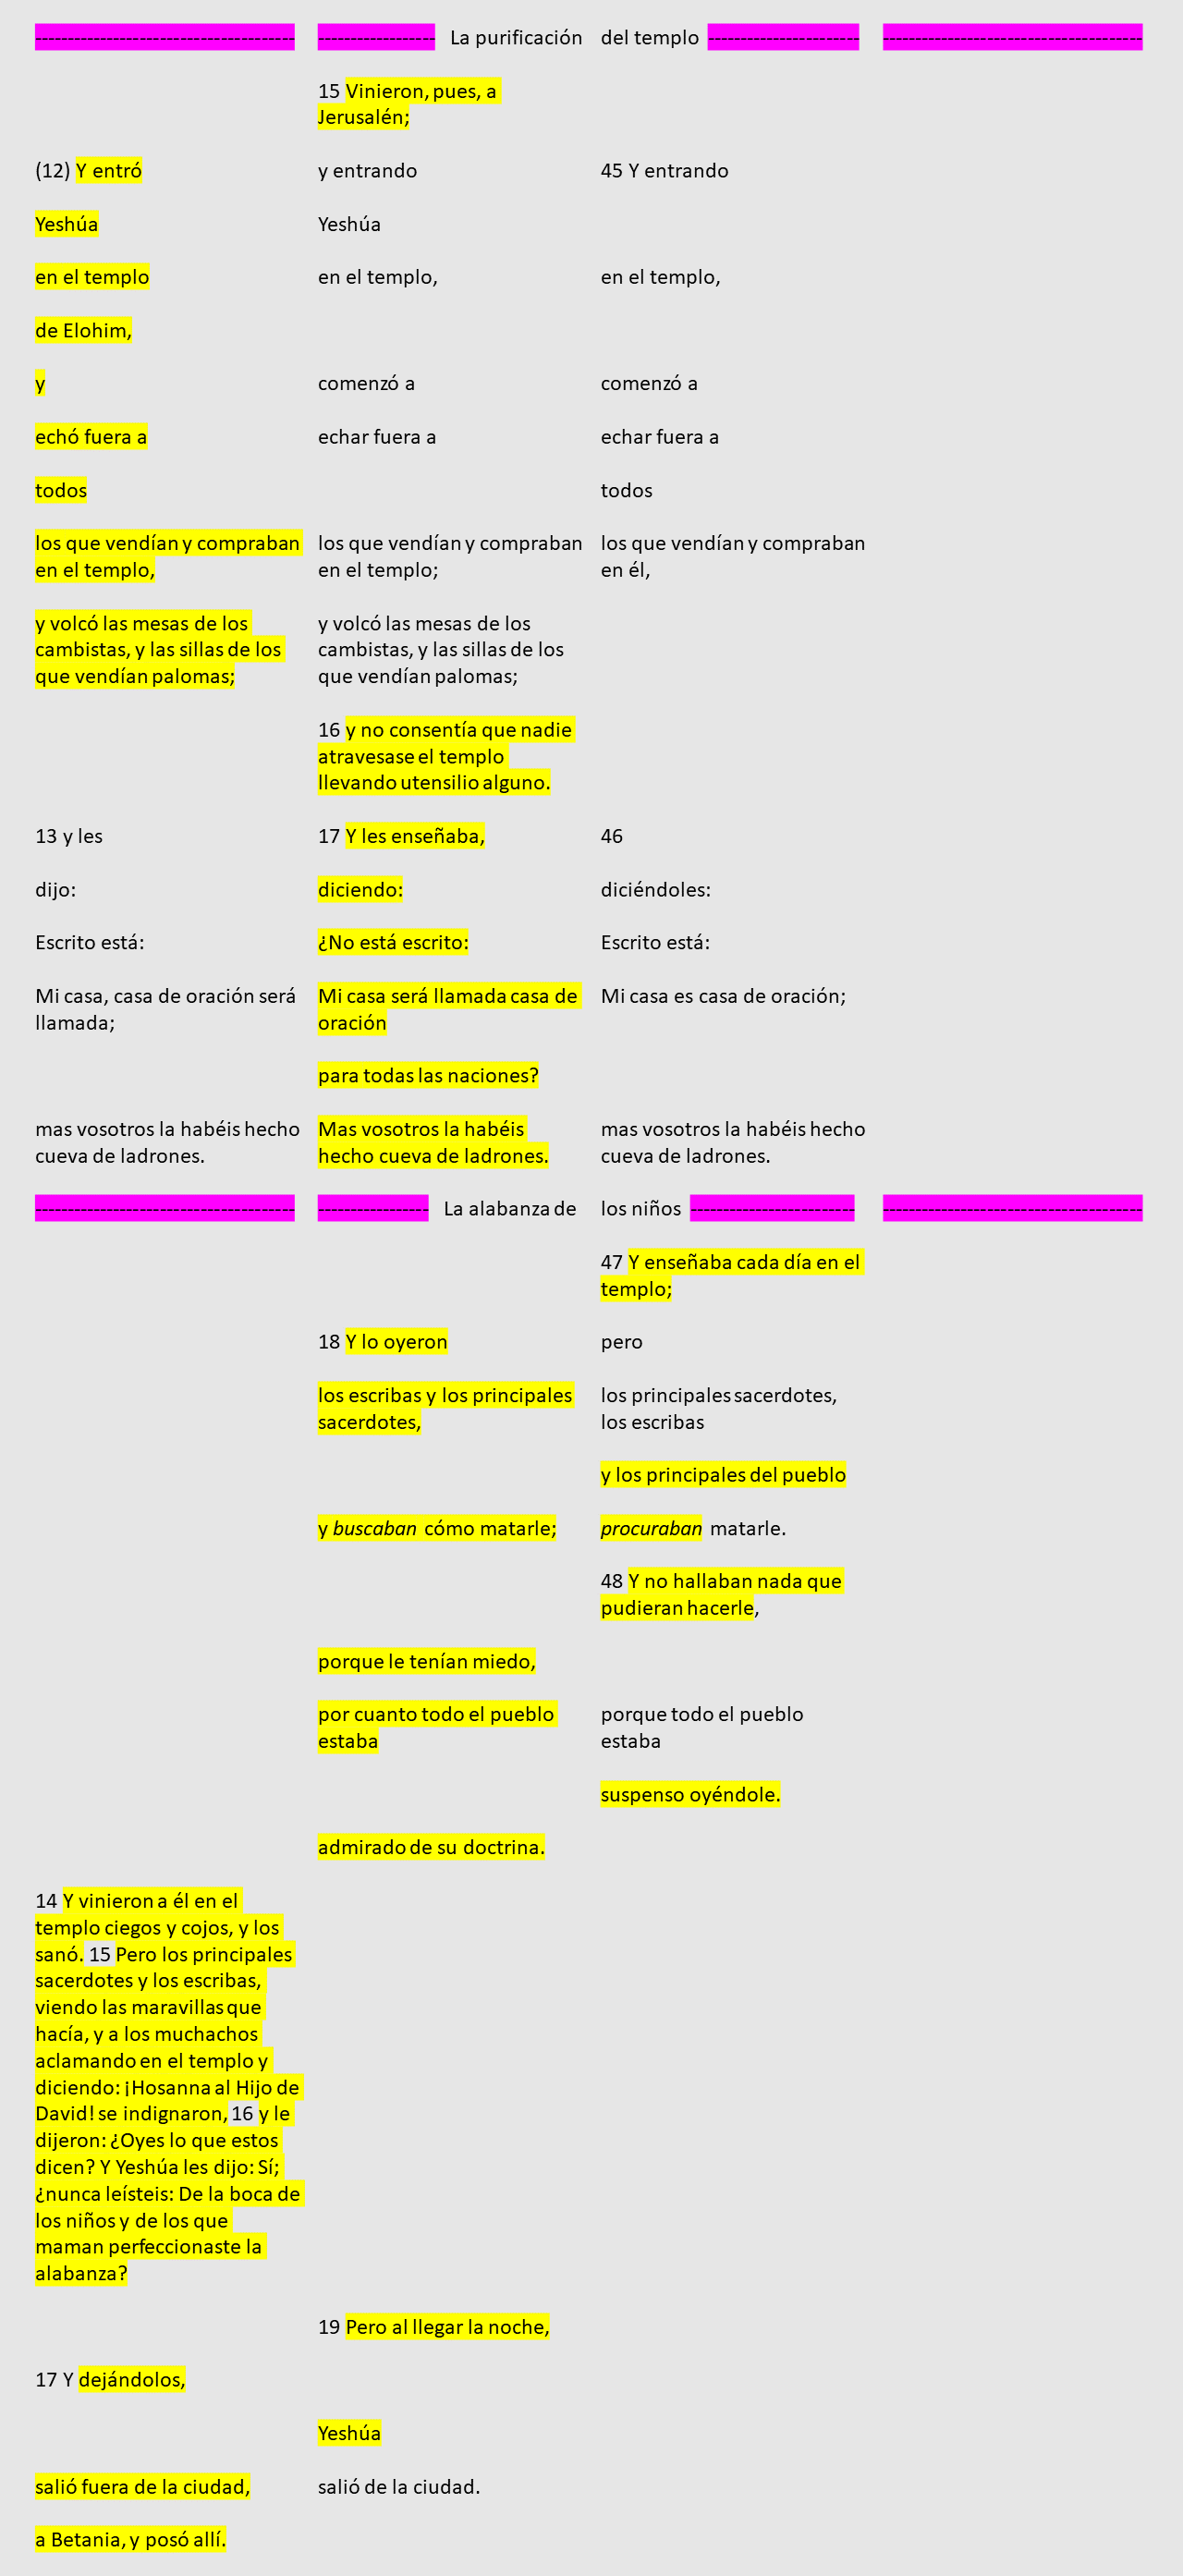 -------------------------------------- ----------------- La purificación del templo ---------------------- --------------------------------------
15 Vinieron, pues, a
Jerusalén;
(12) Y entró y entrando 45 Y entrando
Yeshúa Yeshúa
en el templo en el templo, en el templo,
de Elohim,
y comenzó a comenzó a
echó fuera a echar fuera a echar fuera a
todos todos
los que vendían y compraban los que vendían y compraban los que vendían y compraban
en el templo, en el templo; en él,
y volcó las mesas de los y volcó las mesas de los
cambistas, y las sillas de los cambistas, y las sillas de los
que vendían palomas; que vendían palomas;
16 y no consentía que nadie
atravesase el templo
llevando utensilio alguno.
13 y les 17 Y les enseñaba, 46
dijo: diciendo: diciéndoles:
Escrito está: ¿No está escrito: Escrito está:
Mi casa, casa de oración será Mi casa será llamada casa de Mi casa es casa de oración;
llamada; oración
para todas las naciones?
mas vosotros la habéis hecho Mas vosotros la habéis mas vosotros la habéis hecho
cueva de ladrones. hecho cueva de ladrones. cueva de ladrones.
-------------------------------------- ---------------- La alabanza de los niños ------------------------ --------------------------------------
47 Y enseñaba cada día en el
templo;
18 Y lo oyeron pero
los escribas y los principales los principales sacerdotes,
sacerdotes, los escribas
y los principales del pueblo
y buscaban cómo matarle; procuraban matarle.
48 Y no hallaban nada que
pudieran hacerle,
porque le tenían miedo,
por cuanto todo el pueblo porque todo el pueblo
estaba estaba
suspenso oyéndole.
admirado de su doctrina.
14 Y vinieron a él en el
templo ciegos y cojos, y los
sanó. 15 Pero los principales
sacerdotes y los escribas,
viendo las maravillas que
hacía, y a los muchachos
aclamando en el templo y
diciendo: ¡Hosanna al Hijo de
David! se indignaron, 16 y le
dijeron: ¿Oyes lo que estos
dicen? Y Yeshúa les dijo: Sí;
¿nunca leísteis: De la boca de
los niños y de los que
maman perfeccionaste la
alabanza?
19 Pero al llegar la noche,
17 Y dejándolos,
Yeshúa
salió fuera de la ciudad, salió de la ciudad.
a Betania, y posó allí.